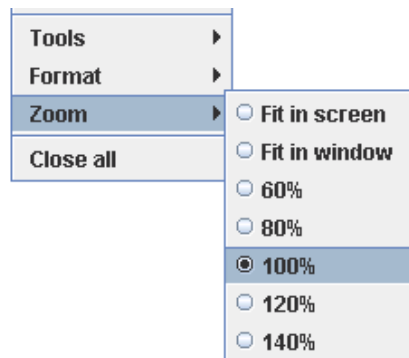 Tools
Format
Zoom
Close all
Fit in screen
Fit in window
60%
80%
100%
120%
140%